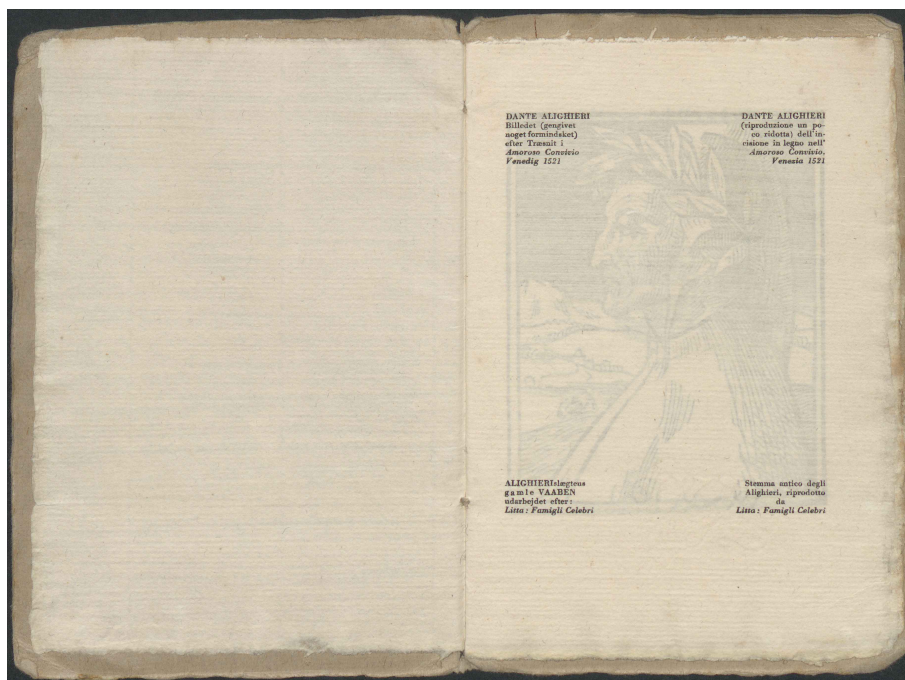 DANTE ALIGHIERI
Billedet (gengivet
noget formindsket)
efter Træsnit i
Amoroso Convivio
Venedig 1521
DANTE ALIGHIERI
(riproduzione un po-
co ridotta) dell'in-
cisione in legno nell'
Amoroso Convivio.
Venezia 1521
ALIGHIERIslægtens
gamle VAABEN
udarbejdet efter:
Litta: Famigli Celebri
Stemma antico degli
Alighieri, riprodotto
da
Litta: Famigli Celebri